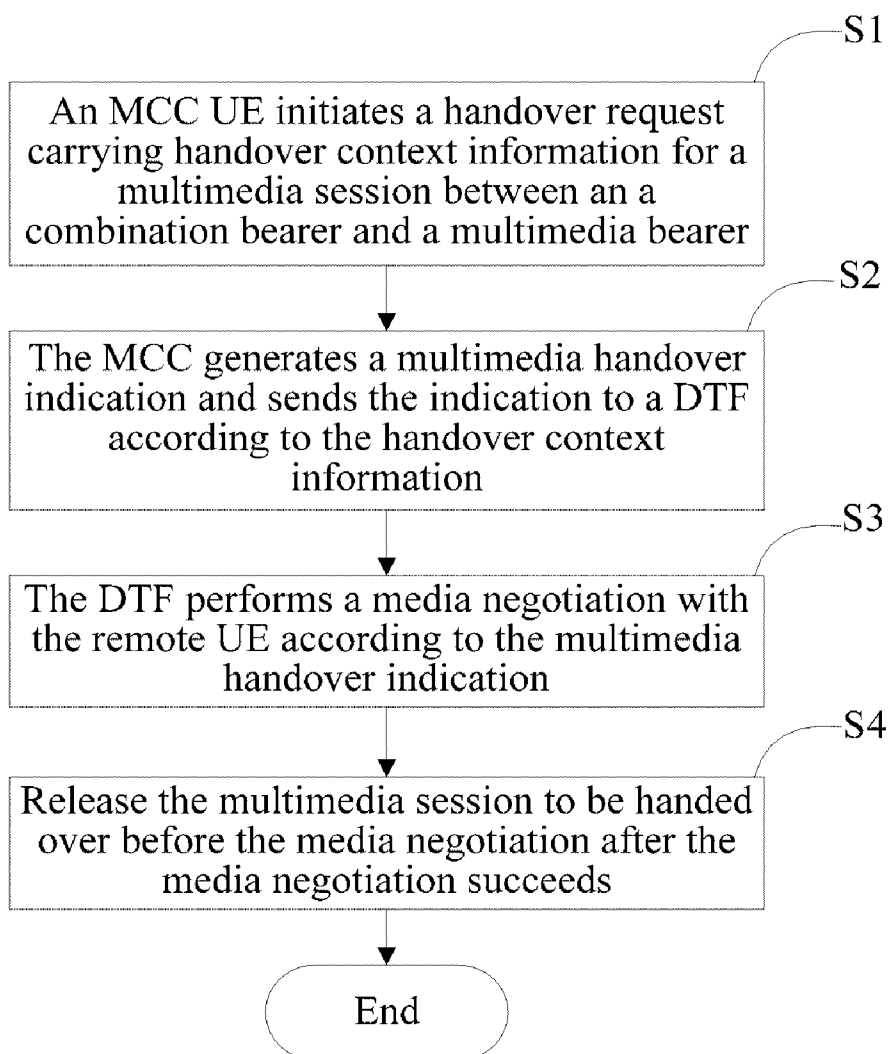 S1
An MCC UE initiates a handover request
carrying handover context information for a
multimedia session between an a
combination bearer and a multimedia bearer
S2
The MCC generates a multimedia handover
indication and sends the indication to a DTF
according to the handover context
information
S3
The DTF performs a media negotiation with
the remote UE according to the multimedia
handover indication
S4
Release the multimedia session to be handed
over before the media negotiation after the
media negotiation succeeds
End